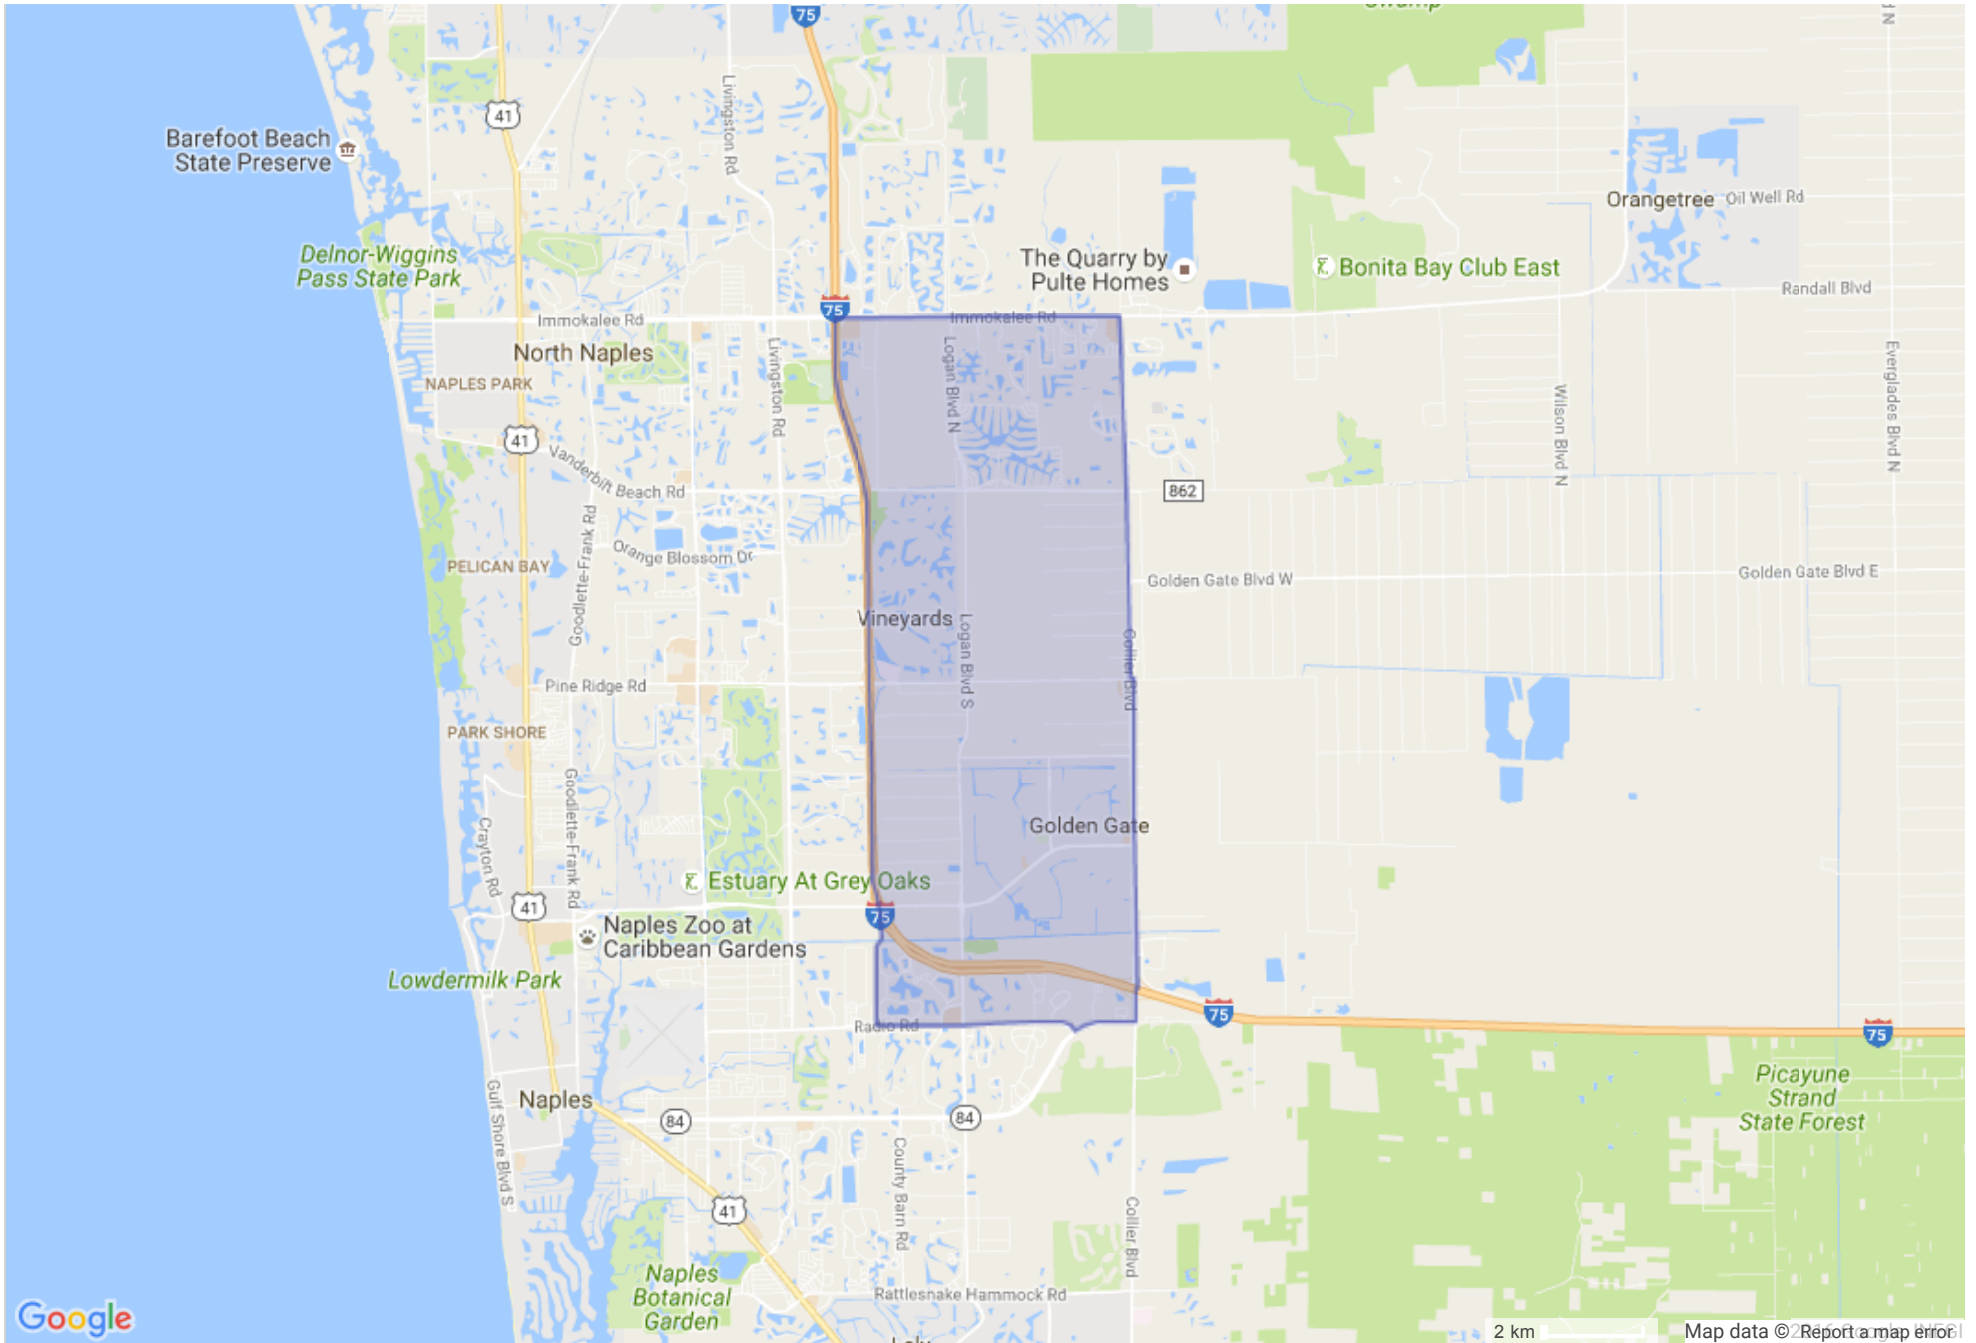 75
Swamp
d N
41
Livingston Rd
Barefoot Beach
State Preserve
Orangetree
Oil Well Rd
Delnor-Wiggins
Pass State Park
The Quarry by
Pulte Homes
Bonita Bay Club East
Randall Blvd
75
Immokalee Rd
Immokalee Rd
North Naples
Livingston Rd
Logan Blvd N
NAPLES PARK
Wilson Blvd N
Everglades Blvd N
41
Vanderbilt Beach Rd
862
Goodlette-Frank Rd
Orange Blossom Dr
PELICAN BAY
Golden Gate Blvd W
Golden Gate Blvd E
Vineyards
Logan Blvd S
Collier Blvd
Pine Ridge Rd
PARK SHORE
Goodlette-Frank Rd
Crayton Rd
Golden Gate
Estuary At Grey Oaks
41
75
Naples Zoo at
Caribbean Gardens
Lowdermilk Park
75
Radio Rd
75
Picayune
Strand
State Forest
Naples
84
84
Gulf Shore Blvd S
County Barn Rd
41
Collier Blvd
Naples
Botanical
Garden
Rattlesnake Hammock Rd
Google
2 km
Map data ©
Report a map error